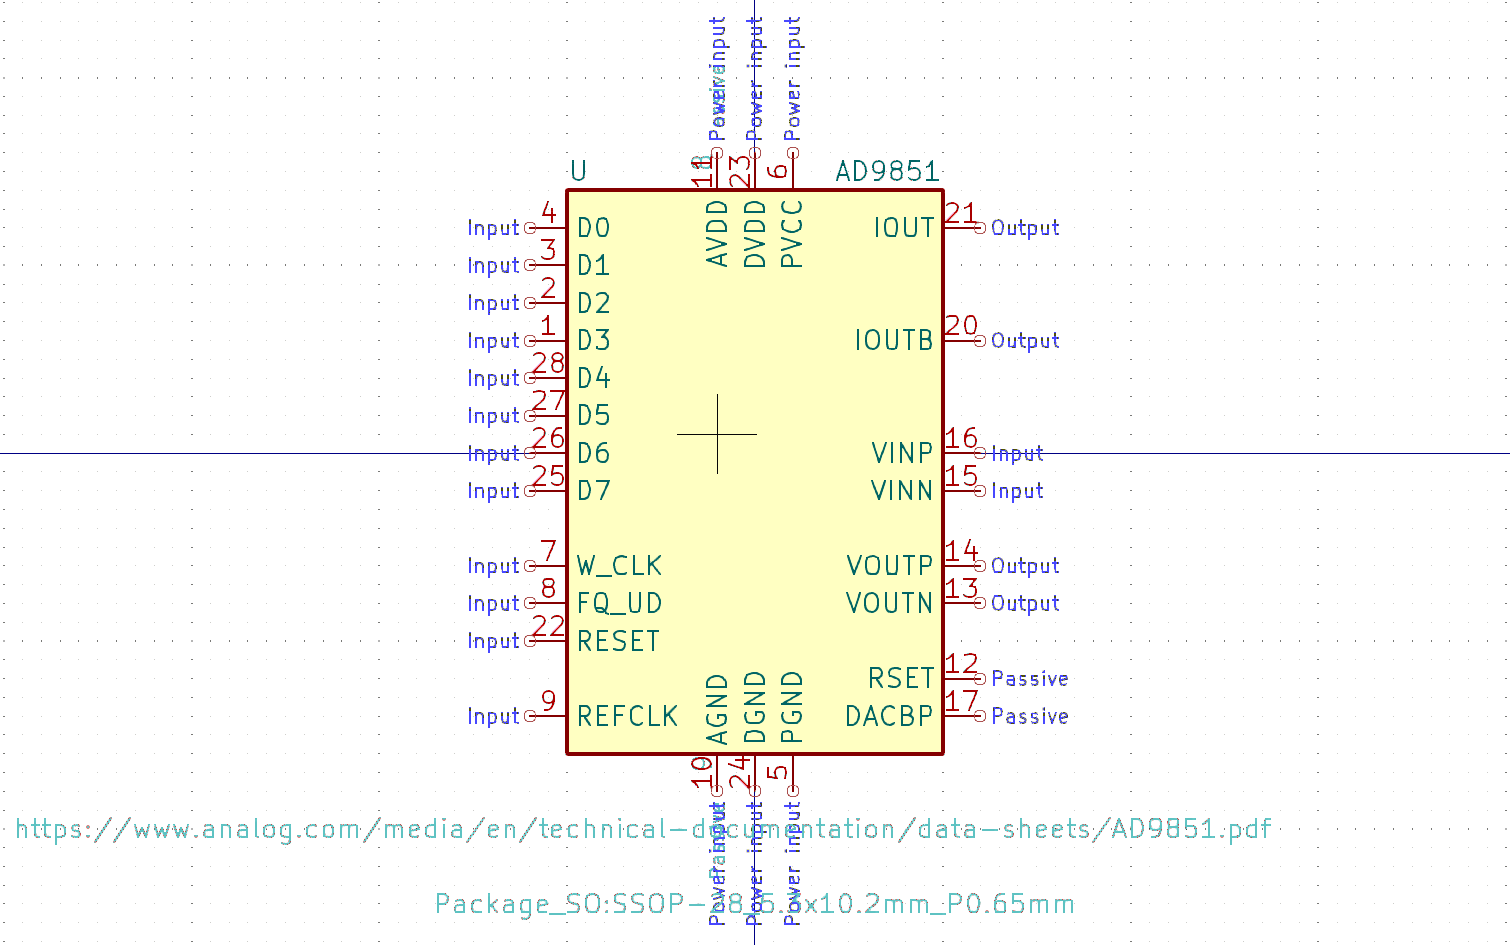 Power input
Power input
Power input
11
23
6
U
AD9851
AVDD
DVDD
PVCC
Input 4 D0
Input 3 D1
Input 2 D2
Input 1 D3
Input 28 D4
Input 27 D5
Input 26 D6
Input 25 D7
Input 7 W_CLK
Input 8 FQ_UD
Input 22 RESET
Input 9 REFCLK
IOUT 21 Output
IOUTB 20 Output
VINP 16 Input
VINN 15 Input
VOUTP 14 Output
VOUTN 13 Output
RSET 12 Passive
DACBP 17 Passive
AGND
DGND
PGND
10
24
5
Power input
Power input
Power input
https://www.analog.com/media/en/technical-documentation/data-sheets/AD9851.pdf
Package_SO:SSOP-28_5.3x10.2mm_P0.65mm